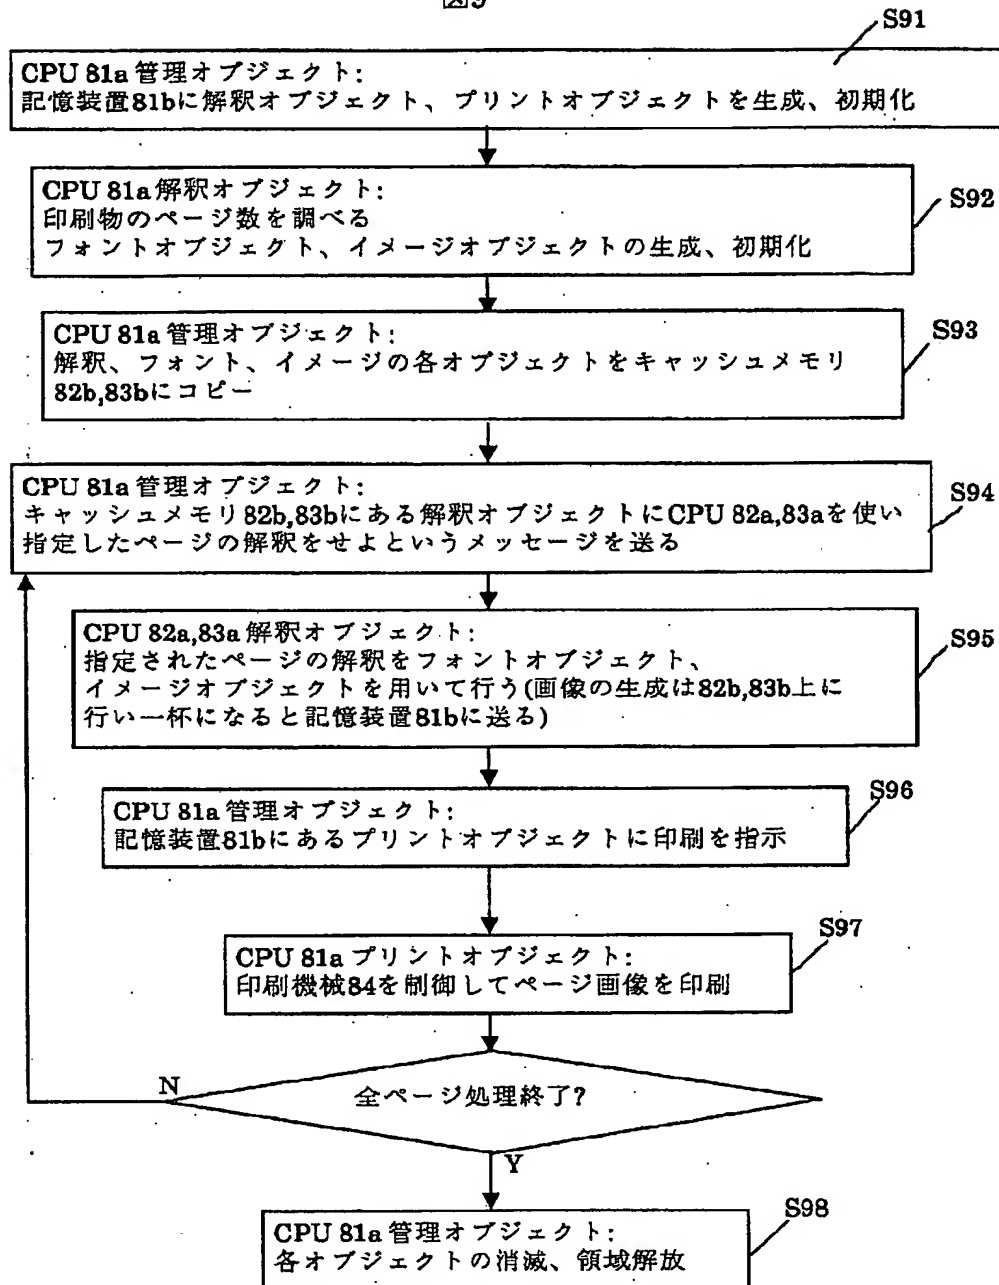 図9
S91
CPU 81a 管理オブジェクト:
記憶装置81bに解釈オブジェクト、プリントオブジェクトを生成、初期化
S92
CPU 81a 解釈オブジェクト:
印刷物のページ数を調べる
フォントオブジェクト、イメージオブジェクトの生成、初期化
S93
CPU 81a 管理オブジェクト:
解釈、フォント、イメージの各オブジェクトをキャッシュメモリ
82b,83bにコピー
S94
CPU 81a 管理オブジェクト:
キャッシュメモリ82b,83bにある解釈オブジェクトにCPU 82a,83aを使い
指定したページの解釈をせよというメッセージを送る
S95
CPU 82a,83a 解釈オブジェクト:
指定されたページの解釈をフォントオブジェクト、
イメージオブジェクトを用いて行う(画像の生成は82b,83b上に
行い一杯になると記憶装置81bに送る)
S96
CPU 81a 管理オブジェクト:
記憶装置81bにあるプリントオブジェクトに印刷を指示
S97
CPU 81a プリントオブジェクト:
印刷機械84を制御してページ画像を印刷
N
全ページ処理終了?
Y
S98
CPU 81a 管理オブジェクト:
各オブジェクトの消滅、領域解放